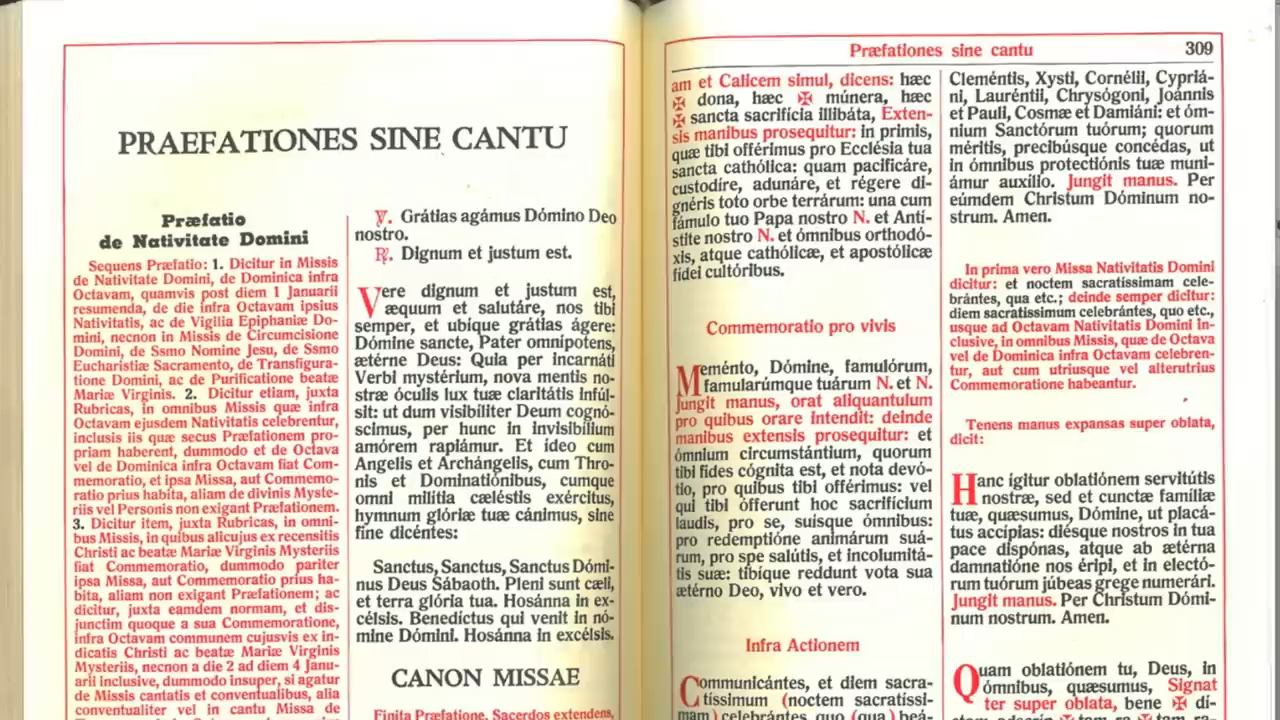 PRAEFATIONES SINE CANTU
Præfatio
de Nativitate Domini
Sequens Præfatio: 1. Dicitur in Missis
de Nativitate Domini, de Dominica infra
Octavam, quamvis post diem 1 Januarii
resumenda, de die infra Octavam ipsius
Nativitatis, ac de Vigilia Epiphaniæ Do-
mini, necnon in Missis de Circumcisione
Domini, de Ssmo Nomine Jesu, de Ssmo
Eucharistiæ Sacramento, de Transfigura-
tione Domini, ac de Purificatione beatæ
Mariæ Virginis. 2. Dicitur etiam, juxta
Rubricas, in omnibus Missis quæ infra
Octavam ejusdem Nativitatis celebrentur,
inclusis iis quæ secus Præfationem pro-
priam haberent, dummodo et de Octava
vel de Dominica infra Octavam fiat Com-
memoratio, et ipsa Missa, aut Commemo-
ratio prius habita, aliam de divinis Myste-
riis vel Personis non exigant Præfationem.
3. Dicitur item, juxta Rubricas, in omni-
bus Missis, in quibus alicujus ex recensitis
Christi ac beatæ Mariæ Virginis Mysteriis
fiat Commemoratio, dummodo pariter
ipsa Missa, aut Commemoratio prius ha-
bita, aliam non exigant Præfationem; ac
dicitur, juxta eamdem normam, et dis-
junctim quoque a sua Commemoratione,
infra Octavam communem cujusvis ex in-
dicatis Christi ac beatæ Mariæ Virginis
Mysteriis, necnon a die 2 ad diem 4 Janu-
arii inclusive, dummodo insuper, si agatur
de Missis cantatis et conventualibus, alia
conventualiter vel in cantu Missa de
℣. Grátias agámus Dómino Deo
nostro.
℟. Dignum et justum est.
Vere dignum et justum est,
æquum et salutáre, nos tibi
semper, et ubíque grátias ágere:
Dómine sancte, Pater omnípotens,
ætérne Deus: Quia per incarnáti
Verbi mystérium, nova mentis no-
stræ óculis lux tuæ claritátis infúl-
sit: ut dum visibíliter Deum cognó-
scimus, per hunc in invisibílium
amórem rapiámur. Et ídeo cum
Angelis et Archángelis, cum Thro-
nis et Dominatiónibus, cumque
omni milítia cæléstis exércitus,
hymnum glóriæ tuæ cánimus, sine
fine dicéntes:
Sanctus, Sanctus, Sanctus Dómi-
nus Deus Sábaoth. Pleni sunt cæli,
et terra glória tua. Hosánna in ex-
célsis. Benedíctus qui venit in nó-
mine Dómini. Hosánna in excélsis.
CANON MISSAE
Finita Præfatione, Sacerdos extendens,
Præfationes sine cantu 309
am et Calicem simul, dicens: hæc
✠ dona, hæc ✠ múnera, hæc
✠ sancta sacrifícia illibáta, Exten-
sis manibus prosequitur: in primis,
quæ tibi offérimus pro Ecclésia tua
sancta cathólica: quam pacificáre,
custodíre, adunáre, et régere di-
gnéris toto orbe terrárum: una cum
fámulo tuo Papa nostro N. et Antí-
stite nostro N. et ómnibus orthodó-
xis, atque cathólicæ, et apostólicæ
fídei cultóribus.
Commemoratio pro vivis
Meménto, Dómine, famulórum,
famularúmque tuárum N. et N.
Jungit manus, orat aliquantulum
pro quibus orare intendit: deinde
manibus extensis prosequitur: et
ómnium circumstántium, quorum
tibi fides cógnita est, et nota devó-
tio, pro quibus tibi offérimus: vel
qui tibi ófferunt hoc sacrifícium
laudis, pro se, suísque ómnibus:
pro redemptióne animárum suá-
rum, pro spe salútis, et incolumitá-
tis suæ: tibíque reddunt vota sua
ætérno Deo, vivo et vero.
Infra Actionem
Communicántes, et diem sacra-
tíssimum (noctem sacratíssi-
mam) celebrántes, quo (qua) beá-
Cleméntis, Xysti, Cornélii, Cypriá-
ni, Lauréntii, Chrysógoni, Joánnis
et Pauli, Cosmæ et Damiáni: et óm-
nium Sanctórum tuórum; quorum
méritis, precibúsque concédas, ut
in ómnibus protectiónis tuæ muni-
ámur auxílio. Jungit manus. Per
eúmdem Christum Dóminum no-
strum. Amen.
In prima vero Missa Nativitatis Domini
dicitur: et noctem sacratíssimam cele-
brántes, qua etc.; deinde semper dicitur:
diem sacratíssimum celebrántes, quo etc.,
usque ad Octavam Nativitatis Domini in-
clusive, in omnibus Missis, quæ de Octava
vel de Dominica infra Octavam celebren-
tur, aut cum utriusque vel alterutrius
Commemoratione habeantur.
Tenens manus expansas super oblata,
dicit:
Hanc ígitur oblatiónem servitútis
nostræ, sed et cunctæ famíliæ
tuæ, quǽsumus, Dómine, ut placá-
tus accípias: diésque nostros in tua
pace dispónas, atque ab ætérna
damnatióne nos éripi, et in electó-
rum tuórum júbeas grege numerári.
Jungit manus. Per Christum Dómi-
num nostrum. Amen.
Quam oblatiónem tu, Deus, in
ómnibus, quǽsumus, Signat
ter super oblata, bene ✠ di-